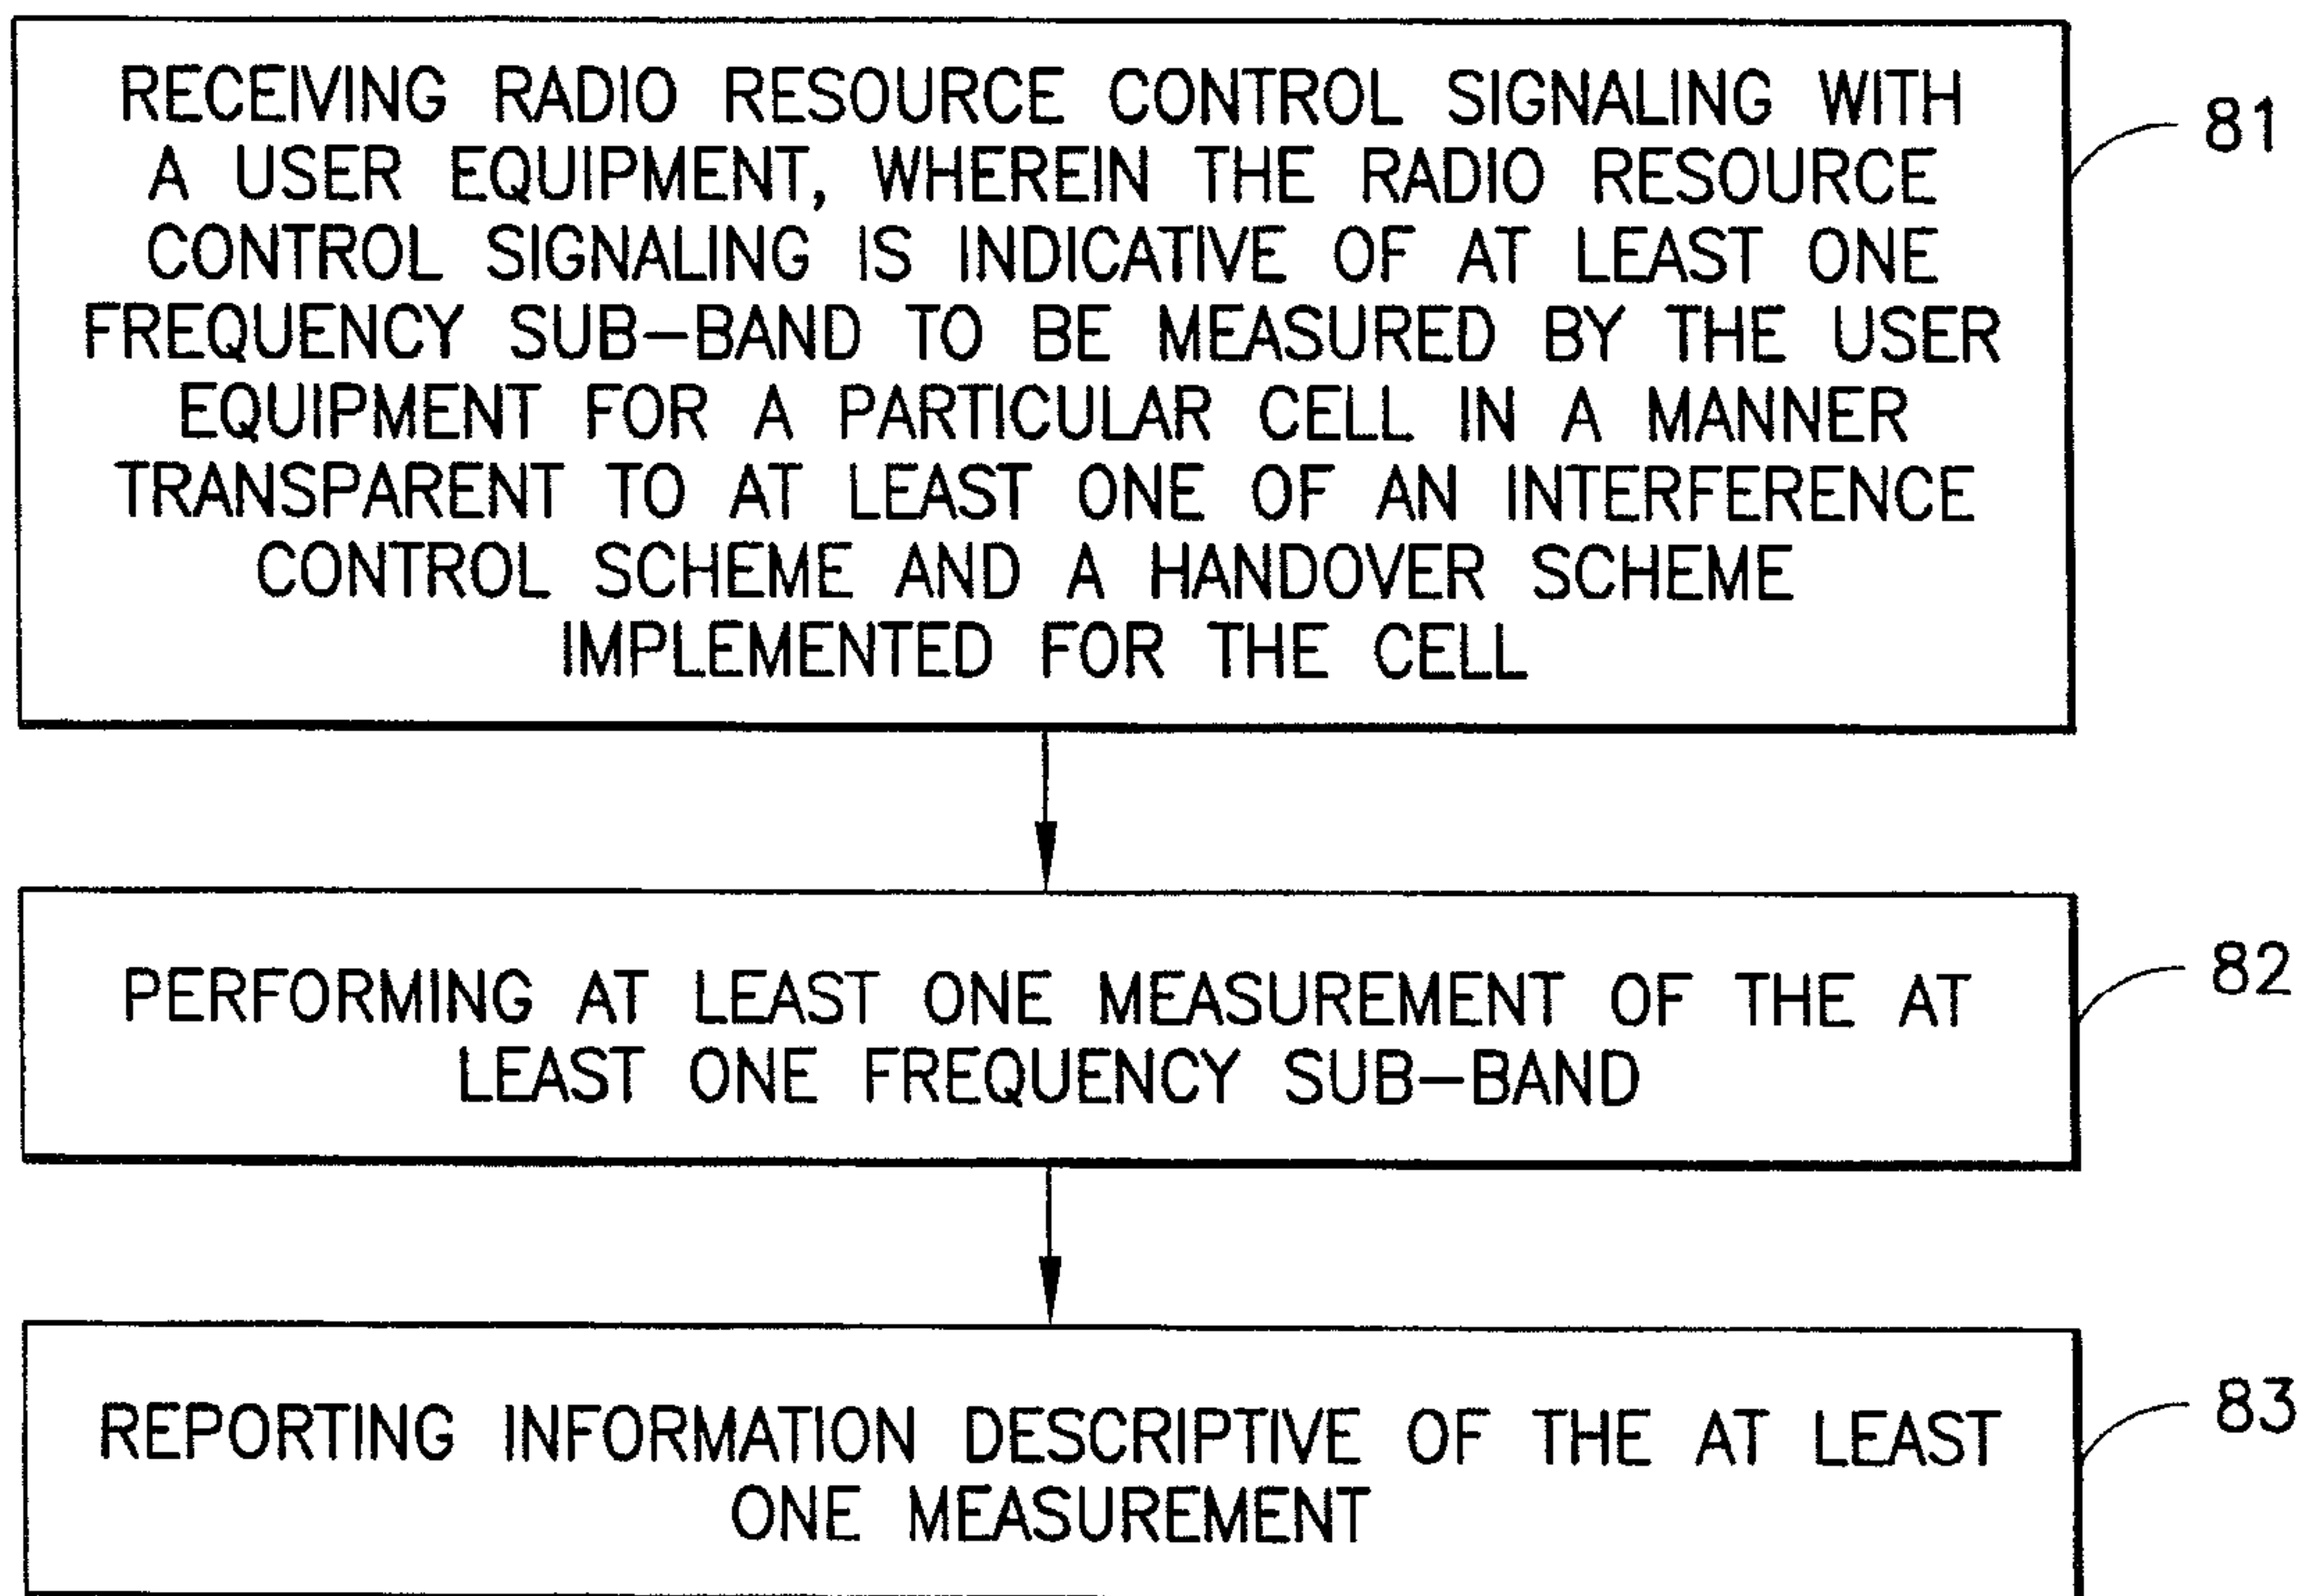 RECEIVING RADIO RESOURCE CONTROL SIGNALING WITH
A USER EQUIPMENT, WHEREIN THE RADIO RESOURCE
CONTROL SIGNALING IS INDICATIVE OF AT LEAST ONE
FREQUENCY SUB-BAND TO BE MEASURED BY THE USER
EQUIPMENT FOR A PARTICULAR CELL IN A MANNER
TRANSPARENT TO AT LEAST ONE OF AN INTERFERENCE
CONTROL SCHEME AND A HANDOVER SCHEME
IMPLEMENTED FOR THE CELL
81
PERFORMING AT LEAST ONE MEASUREMENT OF THE AT
LEAST ONE FREQUENCY SUB-BAND
82
REPORTING INFORMATION DESCRIPTIVE OF THE AT LEAST
ONE MEASUREMENT
83